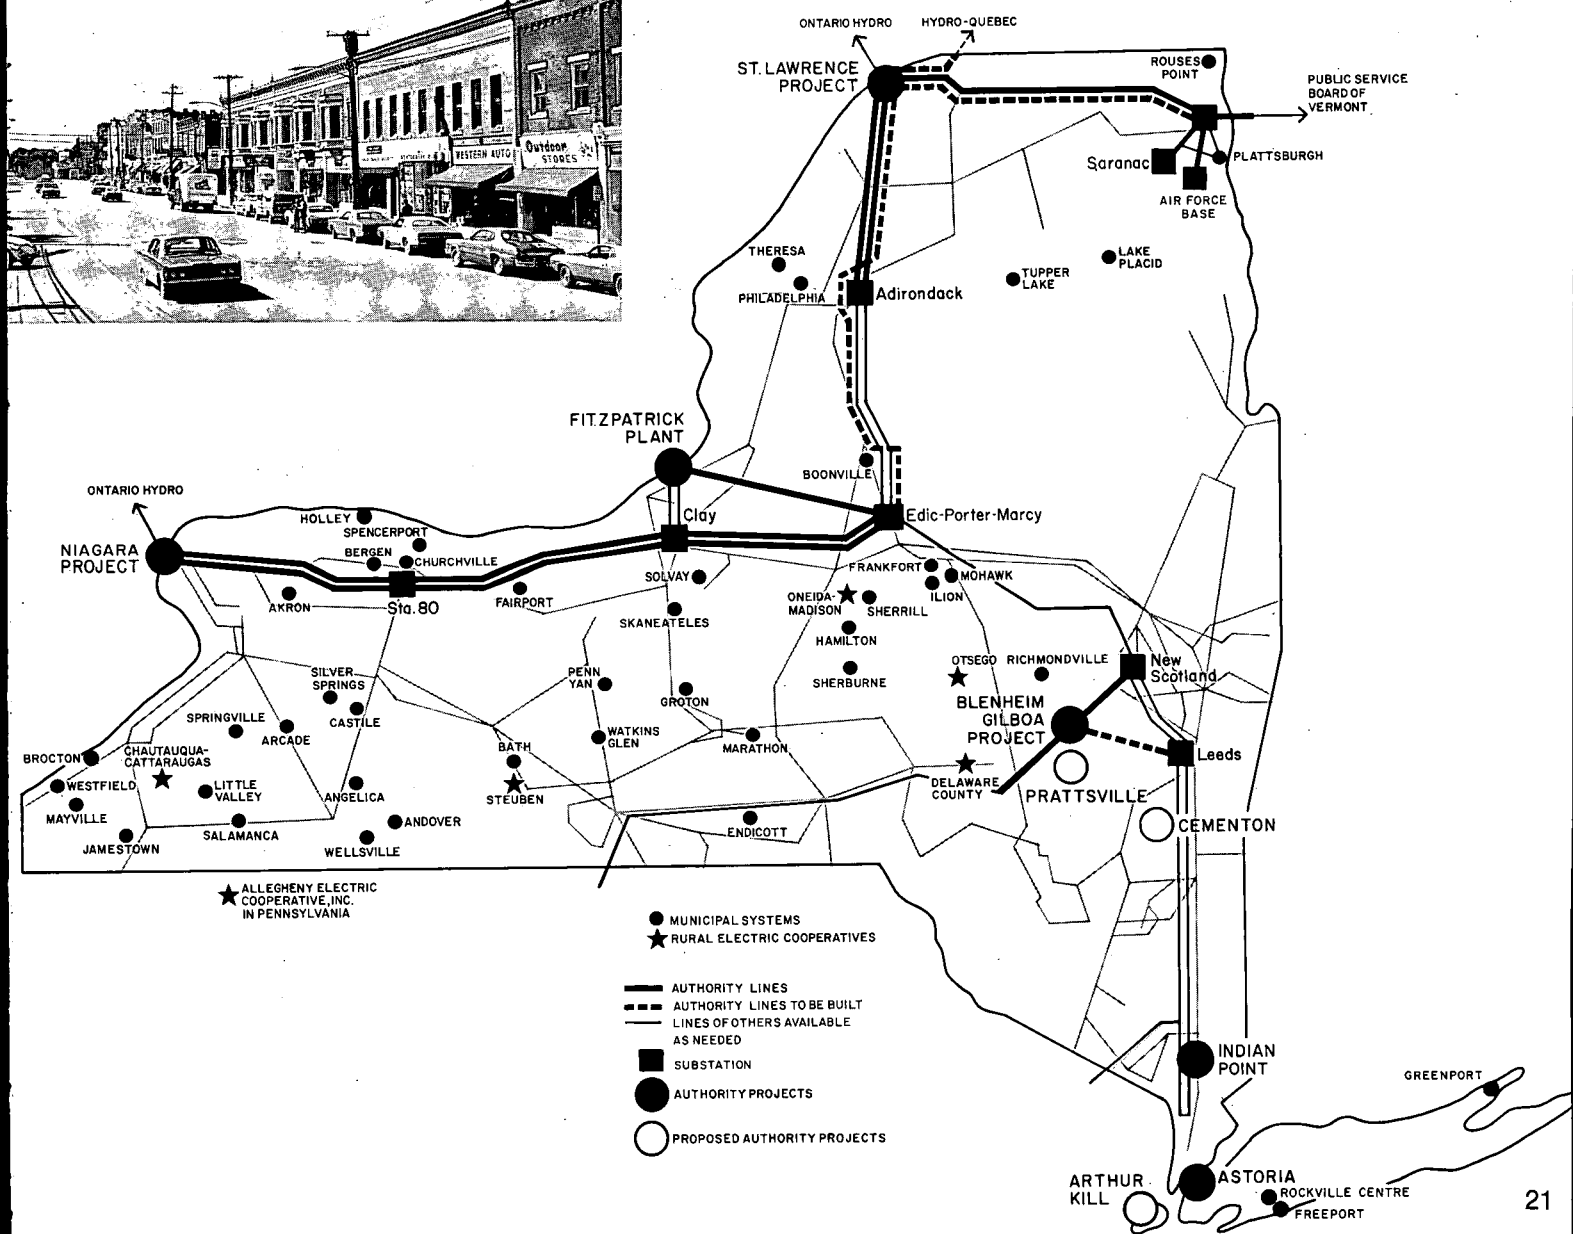 WESTERN AUTO
Outdoor
STORES
ONTARIO HYDRO
HYDRO-QUEBEC
ST. LAWRENCE
PROJECT
ROUSES
POINT
PUBLIC SERVICE
BOARD OF
VERMONT
Saranac
PLATTSBURGH
AIR FORCE
BASE
THERESA
PHILADELPHIA
Adirondack
TUPPER
LAKE
LAKE
PLACID
FITZPATRICK
PLANT
BOONVILLE
ONTARIO HYDRO
NIAGARA
PROJECT
HOLLEY
SPENCERPORT
BERGEN
CHURCHVILLE
Clay
Edic-Porter-Marcy
AKRON
Sta.80
FAIRPORT
SOLVAY
SKANEATELES
FRANKFORT
MOHAWK
ILION
ONEIDA-
MADISON
SHERRILL
HAMILTON
SHERBURNE
OTSEGO
RICHMONDVILLE
New
Scotland
BLENHEIM
GILBOA
PROJECT
Leeds
SILVER
SPRINGS
CASTILE
SPRINGVILLE
ARCADE
PENN
YAN
GROTON
WATKINS
GLEN
MARATHON
BATH
STEUBEN
BROCTON
CHAUTAUQUA-
CATTARAUGAS
WESTFIELD
LITTLE
VALLEY
ANGELICA
MAYVILLE
JAMESTOWN
SALAMANCA
ANDOVER
WELLSVILLE
ENDICOTT
DELAWARE
COUNTY
PRATTSVILLE
CEMENTON
ALLEGHENY ELECTRIC
COOPERATIVE, INC.
IN PENNSYLVANIA
MUNICIPAL SYSTEMS
RURAL ELECTRIC COOPERATIVES
AUTHORITY LINES
AUTHORITY LINES TO BE BUILT
LINES OF OTHERS AVAILABLE
AS NEEDED
SUBSTATION
AUTHORITY PROJECTS
PROPOSED AUTHORITY PROJECTS
INDIAN
POINT
GREENPORT
ARTHUR
KILL
ASTORIA
ROCKVILLE CENTRE
FREEPORT
21